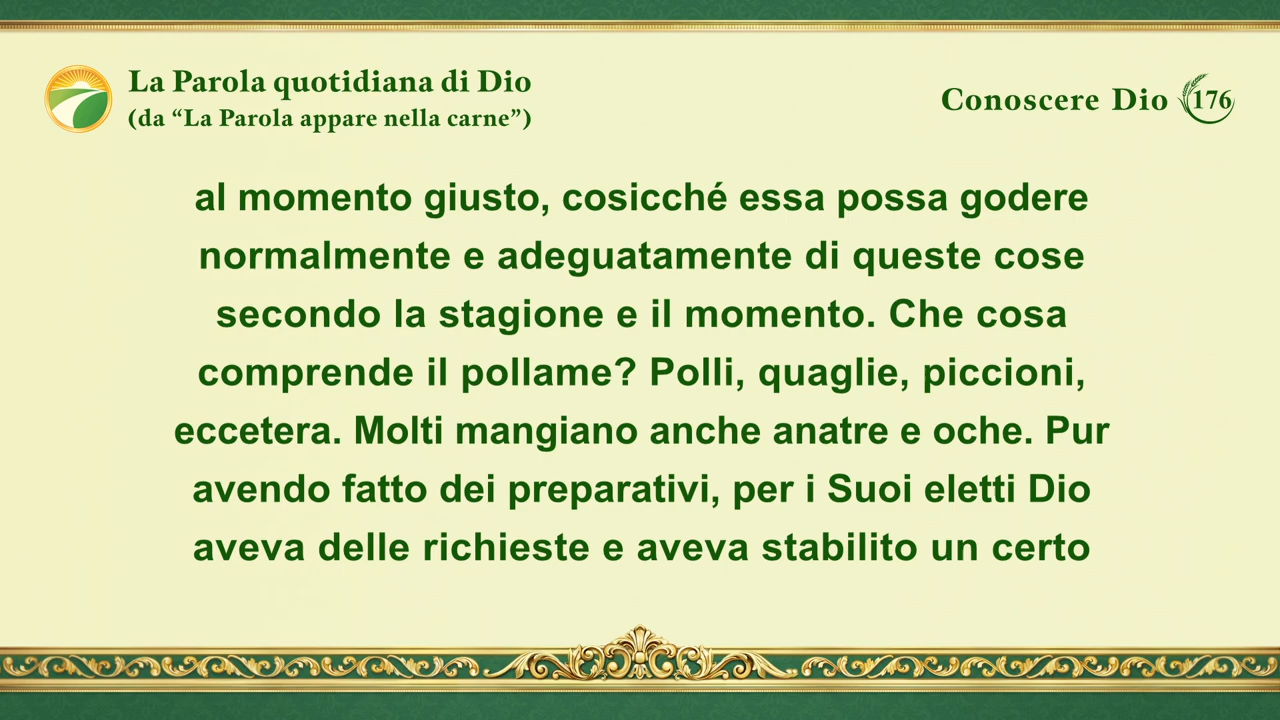 La Parola quotidiana di Dio
(da “La Parola appare nella carne”)
Conoscere Dio 176
al momento giusto, cosicché essa possa godere
normalmente e adeguatamente di queste cose
secondo la stagione e il momento. Che cosa
comprende il pollame? Polli, quaglie, piccioni,
eccetera. Molti mangiano anche anatre e oche. Pur
avendo fatto dei preparativi, per i Suoi eletti Dio
aveva delle richieste e aveva stabilito un certo